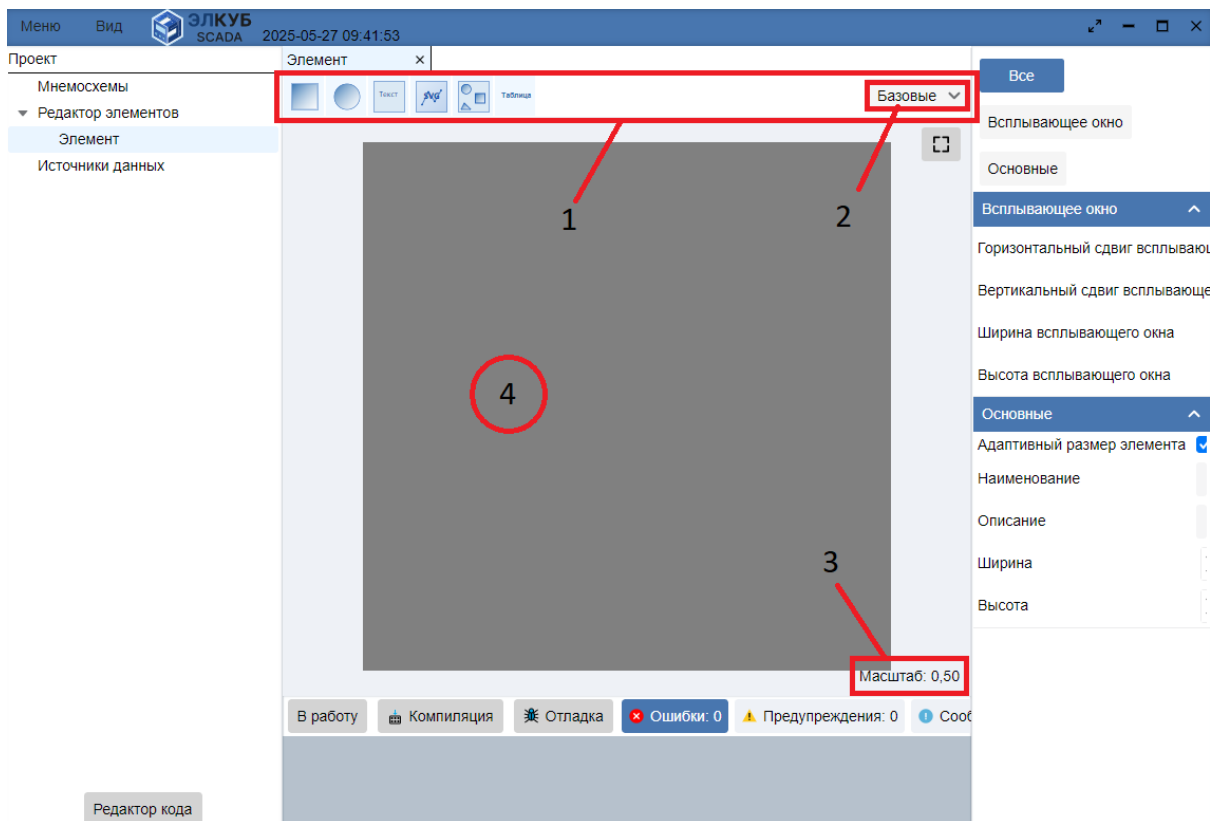 Меню Вид ЭЛКУБ
SCADA 2025-05-27 09:41:53
Проект
Мнемосхемы
Редактор элементов
Элемент
Источники данных
Редактор кода
Элемент
Текст svg Таблица Базовые
1
2
3
4
Масштаб: 0,50
В работу Компиляция Отладка Ошибки: 0 Предупреждения: 0 Сооб
Все
Всплывающее окно
Основные
Всплывающее окно
Горизонтальный сдвиг всплываю
Вертикальный сдвиг всплывающе
Ширина всплывающего окна
Высота всплывающего окна
Основные
Адаптивный размер элемента
Наименование
Описание
Ширина
Высота